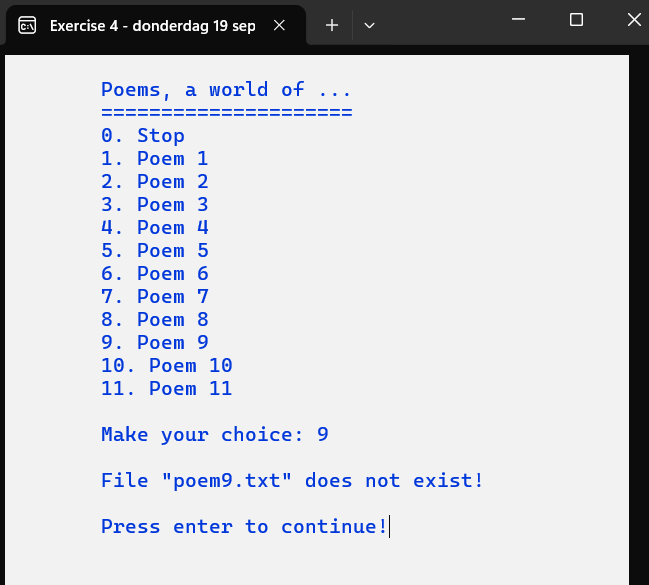 Exercise 4 - donderdag 19 sep
Poems, a world of ...
=====================
0. Stop
1. Poem 1
2. Poem 2
3. Poem 3
4. Poem 4
5. Poem 5
6. Poem 6
7. Poem 7
8. Poem 8
9. Poem 9
10. Poem 10
11. Poem 11
Make your choice: 9
File "poem9.txt" does not exist!
Press enter to continue!